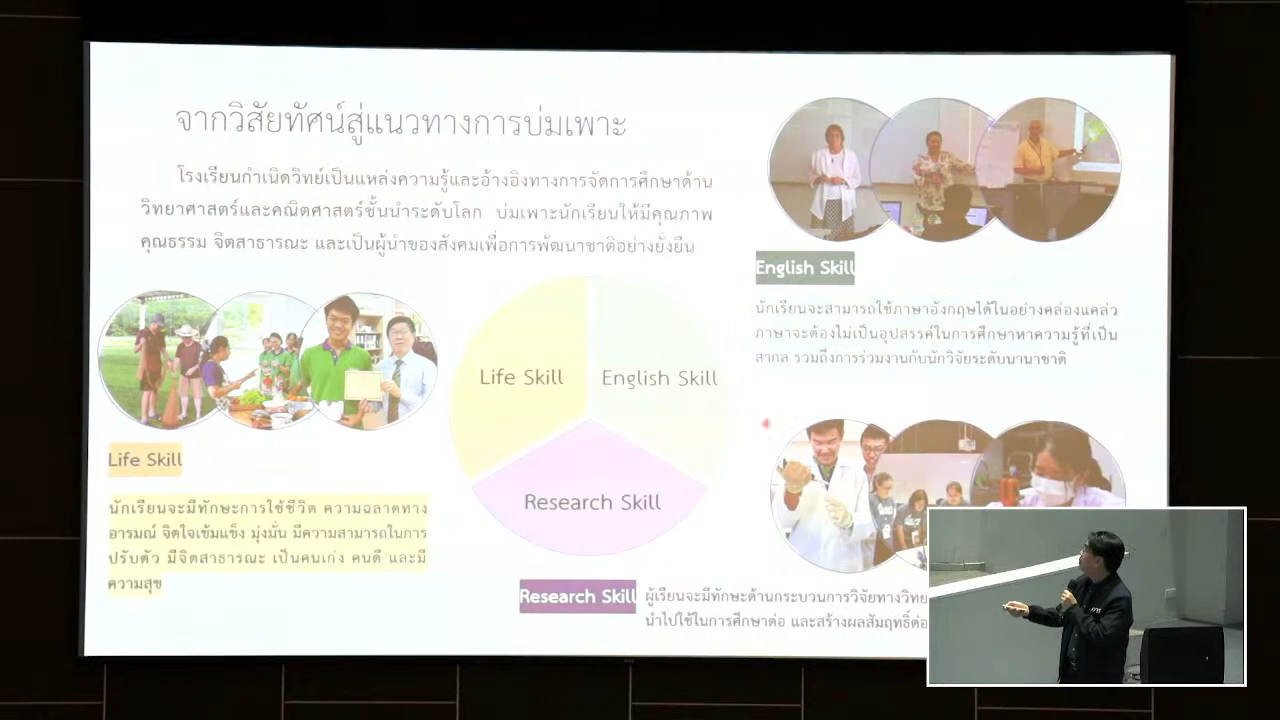 จากวิสัยทัศน์สู่แนวทางการบ่มเพาะ
โรงเรียนกำเนิดวิทย์เป็นแหล่งความรู้และอ้างอิงทางการจัดการศึกษาด้าน
วิทยาศาสตร์และคณิตศาสตร์ชั้นนำระดับโลก บ่มเพาะนักเรียนให้มีคุณภาพ
คุณธรรม จิตสาธารณะ และเป็นผู้นำของสังคมเพื่อการพัฒนาชาติอย่างยั่งยืน
English Skill
นักเรียนจะสามารถใช้ภาษาอังกฤษได้ในอย่างคล่องแคล่ว
ภาษาจะต้องไม่เป็นอุปสรรค์ในการศึกษาหาความรู้ที่เป็น
สากล รวมถึงการร่วมงานกับนักวิจัยระดับนานาชาติ
Life Skill
English Skill
Research Skill
Life Skill
นักเรียนจะมีทักษะการใช้ชีวิต ความฉลาดทาง
อารมณ์ จิตใจเข้มแข็ง มุ่งมั่น มีความสามารถในการ
ปรับตัว มีจิตสาธารณะ เป็นคนเก่ง คนดี และมี
ความสุข
Research Skill
ผู้เรียนจะมีทักษะด้านกระบวนการวิจัยทางวิทย
นำไปใช้ในการศึกษาต่อ และสร้างผลสัมฤทธิ์ต่อ